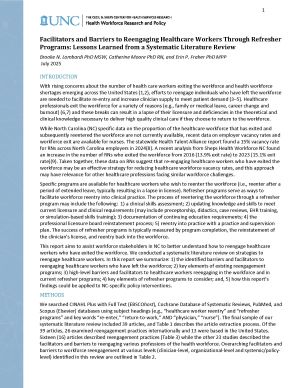 1
UNC
THE CECIL G. SHEPS CENTER FOR HEALTH SERVICES RESEARCH
Health Workforce Research and Policy
Facilitators and Barriers to Reengaging Healthcare Workers Through Refresher
Programs: Lessons Learned from a Systematic Literature Review
Brooke N. Lombardi PhD MSW, Catherine Moore PhD RN, and Erin P. Fraher PhD MPP
July 2025
INTRODUCTION
With rising concerns about the number of health care workers exiting the workforce and health workforce
shortages emerging across the United States (1,2), efforts to reengage individuals who have left the workforce
are needed to facilitate re-entry and increase clinician supply to meet patient demand (3–5). Healthcare
professionals exit the workforce for a variety of reasons (e.g., family or medical leave, career change and
burnout) (6,7) and these breaks can result in a lapse of their licensure and deficiencies in the theoretical and
clinical knowledge necessary to deliver high quality clinical care if they choose to return to the workforce.
While North Carolina (NC) specific data on the proportion of the healthcare workforce that has exited and
subsequently reentered the workforce are not currently available, recent data on employer vacancy rates and
workforce exit are available for nurses. The statewide Health Talent Alliance report found a 15% vacancy rate
for RNs across North Carolina employers in 2024(8). A recent analysis from Sheps Health Workforce NC found
an increase in the number of RNs who exited the workforce from 2016 (13.9% exit rate) to 2023 (15.1% exit
rate)(9). Taken together, these data on RNs suggest that re-engaging healthcare workers who have exited the
workforce may be an effective strategy for reducing healthcare workforce vacancy rates, and this approach
may have relevance for other healthcare professions facing similar workforce challenges.
Specific programs are available for healthcare workers who wish to reenter the workforce (i.e., reenter after a
period of extended leave, typically resulting in a lapse in licensure). Refresher programs serve as ways to
facilitate workforce reentry into clinical practice. The process of reentering the workforce through a refresher
program may include the following: 1) a clinical skills assessment; 2) updating knowledge and skills to meet
current licensure and clinical requirements (may include preceptorship, didactics, case reviews, EHR training,
or simulation-based skills training); 3) documentation of continuing education requirements; 4) the
professional licensure board reinstatement process; 5) reentry into practice with a practice and supervision
plan. The success of refresher programs is typically measured by program completion, the reinstatement of
the clinician's license, and reentry back into the workforce.
This report aims to assist workforce stakeholders in NC to better understand how to reengage healthcare
workers who have exited the workforce. We conducted a systematic literature review on strategies to
reengage healthcare workers. In this report we summarize: 1) the identified barriers and facilitators to
reengaging healthcare workers who have left the workforce; 2) key elements of existing reengagement
programs; 3) high-level barriers and facilitators to healthcare workers reengaging in the workforce and in
current refresher programs; 4) key elements of refresher programs to consider; and, 5) how this report's
findings could be applied to NC-specific policy interventions.
METHODS
We searched CINAHL Plus with Full Text (EBSCOhost), Cochrane Database of Systematic Reviews, PubMed, and
Scopus (Elsevier) databases using subject headings (e.g., "healthcare worker reentry" and "refresher
programs" and key words "re-enter," "return-to-work," AND "physician," "nurse"). The final sample of our
systematic literature review included 39 articles, and Table 1 describes the article extraction process. Of the
39 articles, 26 examined reengagement practices internationally and 13 were based in the United States.
Sixteen (16) articles described reengagement practices (Table 3) while the other 23 studies described the
facilitators and barriers to reengaging various professions of the health workforce. Overarching facilitators
and barriers to workforce reengagement at various levels (clinician-level, organizational-level and systemic/policy-
level) identified in this review are outlined in Table 2.